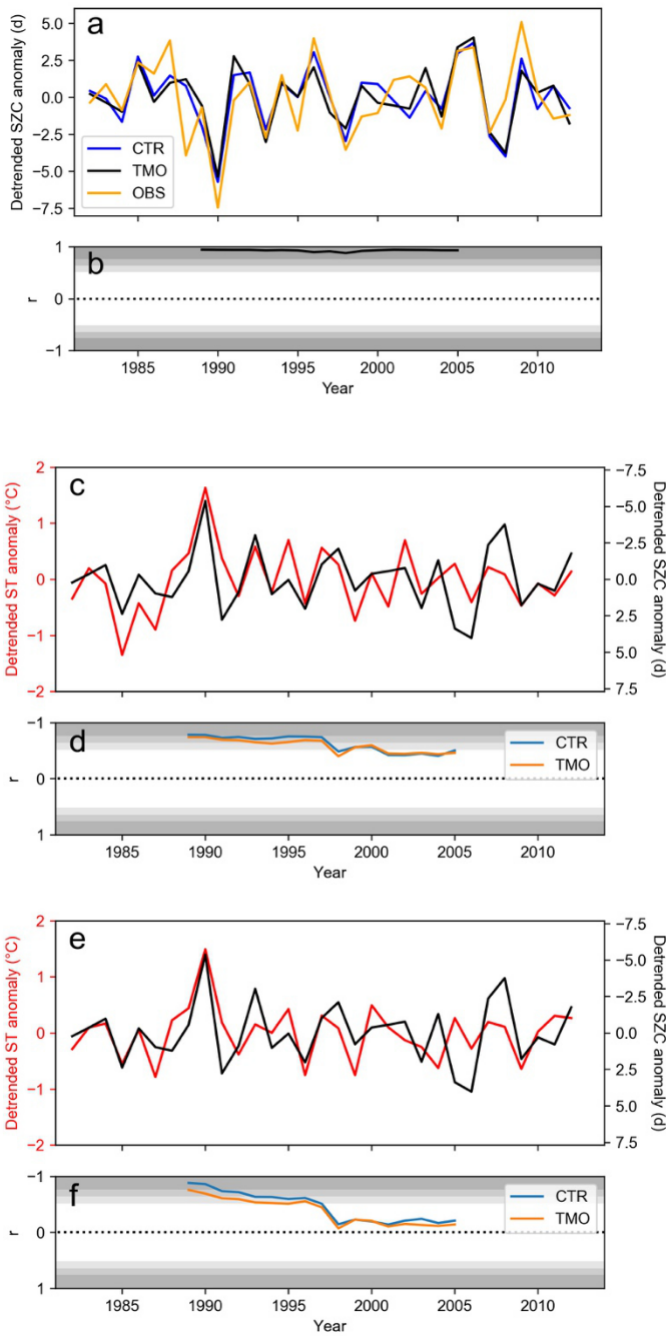 a
Detrended SZC anomaly (d)
5.0
2.5
0.0
−2.5
−5.0
−7.5
CTR
TMO
OBS
b
r
1
0
−1
1985 1990 1995 2000 2005 2010
Year
c
Detrended ST anomaly (°C)
2
1
0
−1
−2
−7.5
−5.0
−2.5
0.0
2.5
5.0
7.5
Detrended SZC anomaly (d)
d
r
−1
0
1
CTR
TMO
1985 1990 1995 2000 2005 2010
Year
e
Detrended ST anomaly (°C)
2
1
0
−1
−2
−7.5
−5.0
−2.5
0.0
2.5
5.0
7.5
Detrended SZC anomaly (d)
f
r
−1
0
1
CTR
TMO
1985 1990 1995 2000 2005 2010
Year